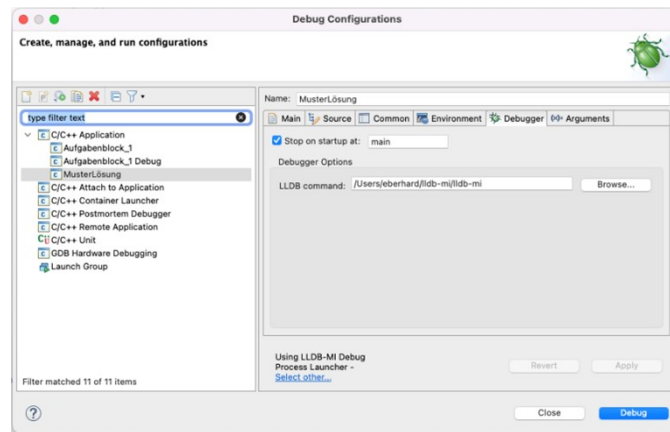 Debug Configurations
Create, manage, and run configurations
type filter text
C/C++ Application
Aufgabenblock_1
Aufgabenblock_1 Debug
MusterLösung
C/C++ Attach to Application
C/C++ Container Launcher
C/C++ Postmortem Debugger
C/C++ Remote Application
C/C++ Unit
GDB Hardware Debugging
Launch Group
Filter matched 11 of 11 items
Name: MusterLösung
Main Source Common Environment Debugger Arguments
Stop on startup at: main
Debugger Options
LLDB command: /Users/eberhard/lldb-mi/lldb-mi Browse...
Using LLDB-MI Debug
Process Launcher -
Select other...
Revert Apply
Close Debug